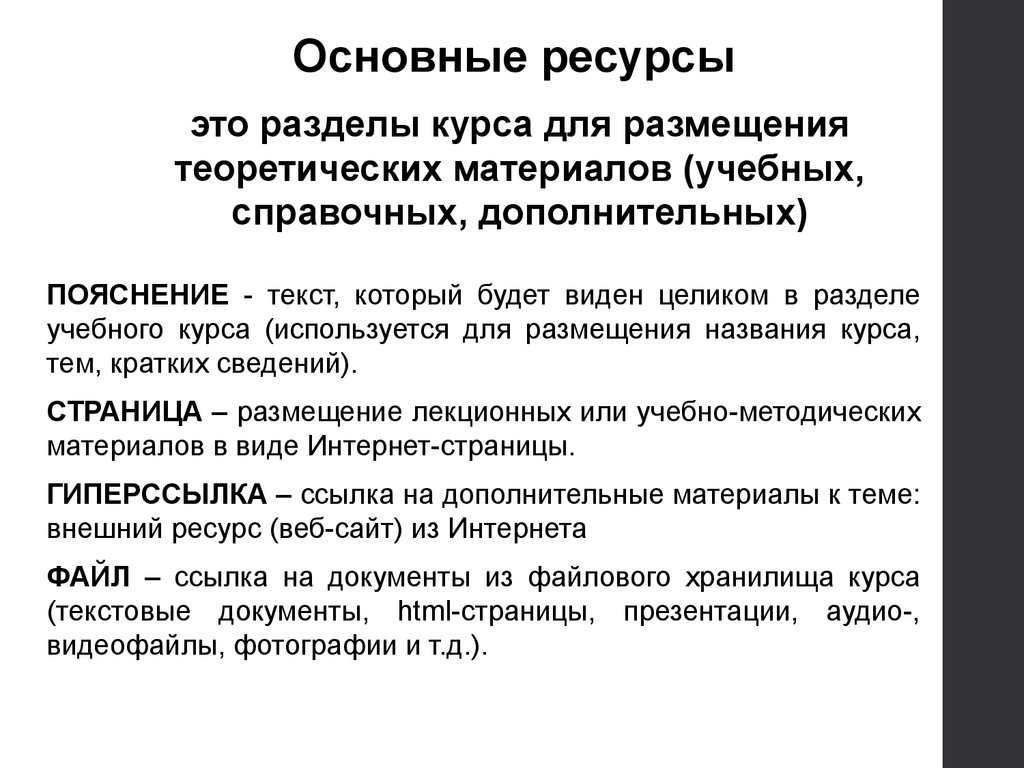 Основные ресурсы
это разделы курса для размещения
теоретических материалов (учебных,
справочных, дополнительных)
ПОЯСНЕНИЕ - текст, который будет виден целиком в разделе
учебного курса (используется для размещения названия курса,
тем, кратких сведений).
СТРАНИЦА – размещение лекционных или учебно-методических
материалов в виде Интернет-страницы.
ГИПЕРССЫЛКА – ссылка на дополнительные материалы к теме:
внешний ресурс (веб-сайт) из Интернета
ФАЙЛ – ссылка на документы из файлового хранилища курса
(текстовые документы, html-страницы, презентации, аудио-,
видеофайлы, фотографии и т.д.).